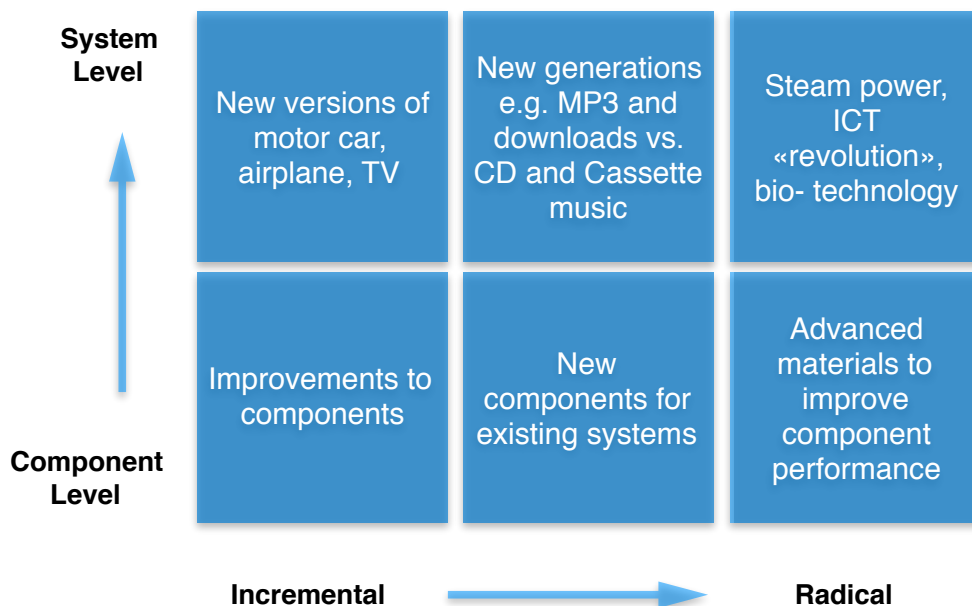 System
Level
New versions of
motor car,
airplane, TV
New generations
e.g. MP3 and
downloads vs.
CD and Cassette
music
Steam power,
ICT
«revolution»,
bio- technology
Component
Level
Improvements to
components
New
components for
existing systems
Advanced
materials to
improve
component
performance
Incremental
Radical